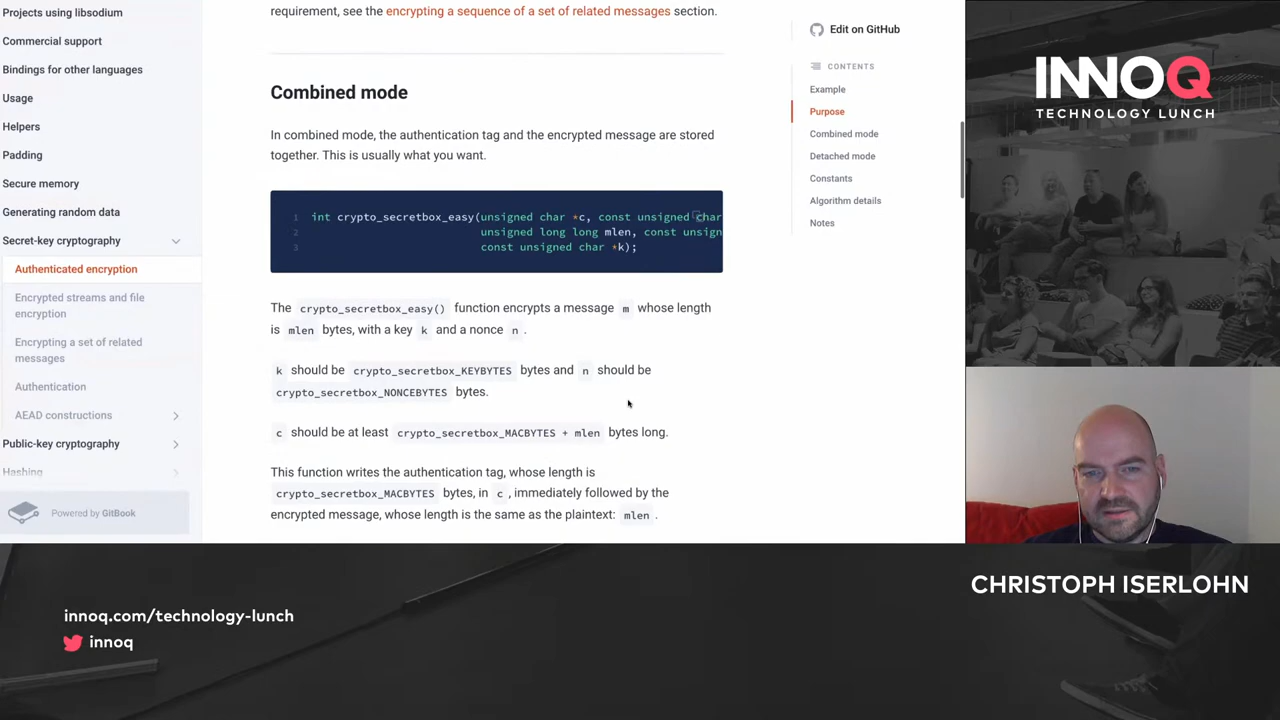 Projects using libsodium
Commercial support
Bindings for other languages
Usage
Helpers
Padding
Secure memory
Generating random data
Secret-key cryptography
Authenticated encryption
Encrypted streams and file
encryption
Encrypting a set of related
messages
Authentication
AEAD constructions
Public-key cryptography
Hashing
Powered by GitBook
requirement, see the encrypting a sequence of a set of related messages section.
Combined mode
In combined mode, the authentication tag and the encrypted message are stored
together. This is usually what you want.
1 int crypto_secretbox_easy(unsigned char *c, const unsigned char
2 unsigned long long mlen, const unsign
3 const unsigned char *k);
The crypto_secretbox_easy() function encrypts a message m whose length
is mlen bytes, with a key k and a nonce n .
k should be crypto_secretbox_KEYBYTES bytes and n should be
crypto_secretbox_NONCEBYTES bytes.
c should be at least crypto_secretbox_MACBYTES + mlen bytes long.
This function writes the authentication tag, whose length is
crypto_secretbox_MACBYTES bytes, in c , immediately followed by the
encrypted message, whose length is the same as the plaintext: mlen .
Edit on GitHub
CONTENTS
Example
Purpose
Combined mode
Detached mode
Constants
Algorithm details
Notes
INNOQ
TECHNOLOGY LUNCH
CHRISTOPH ISERLOHN
innoq.com/technology-lunch
innoq